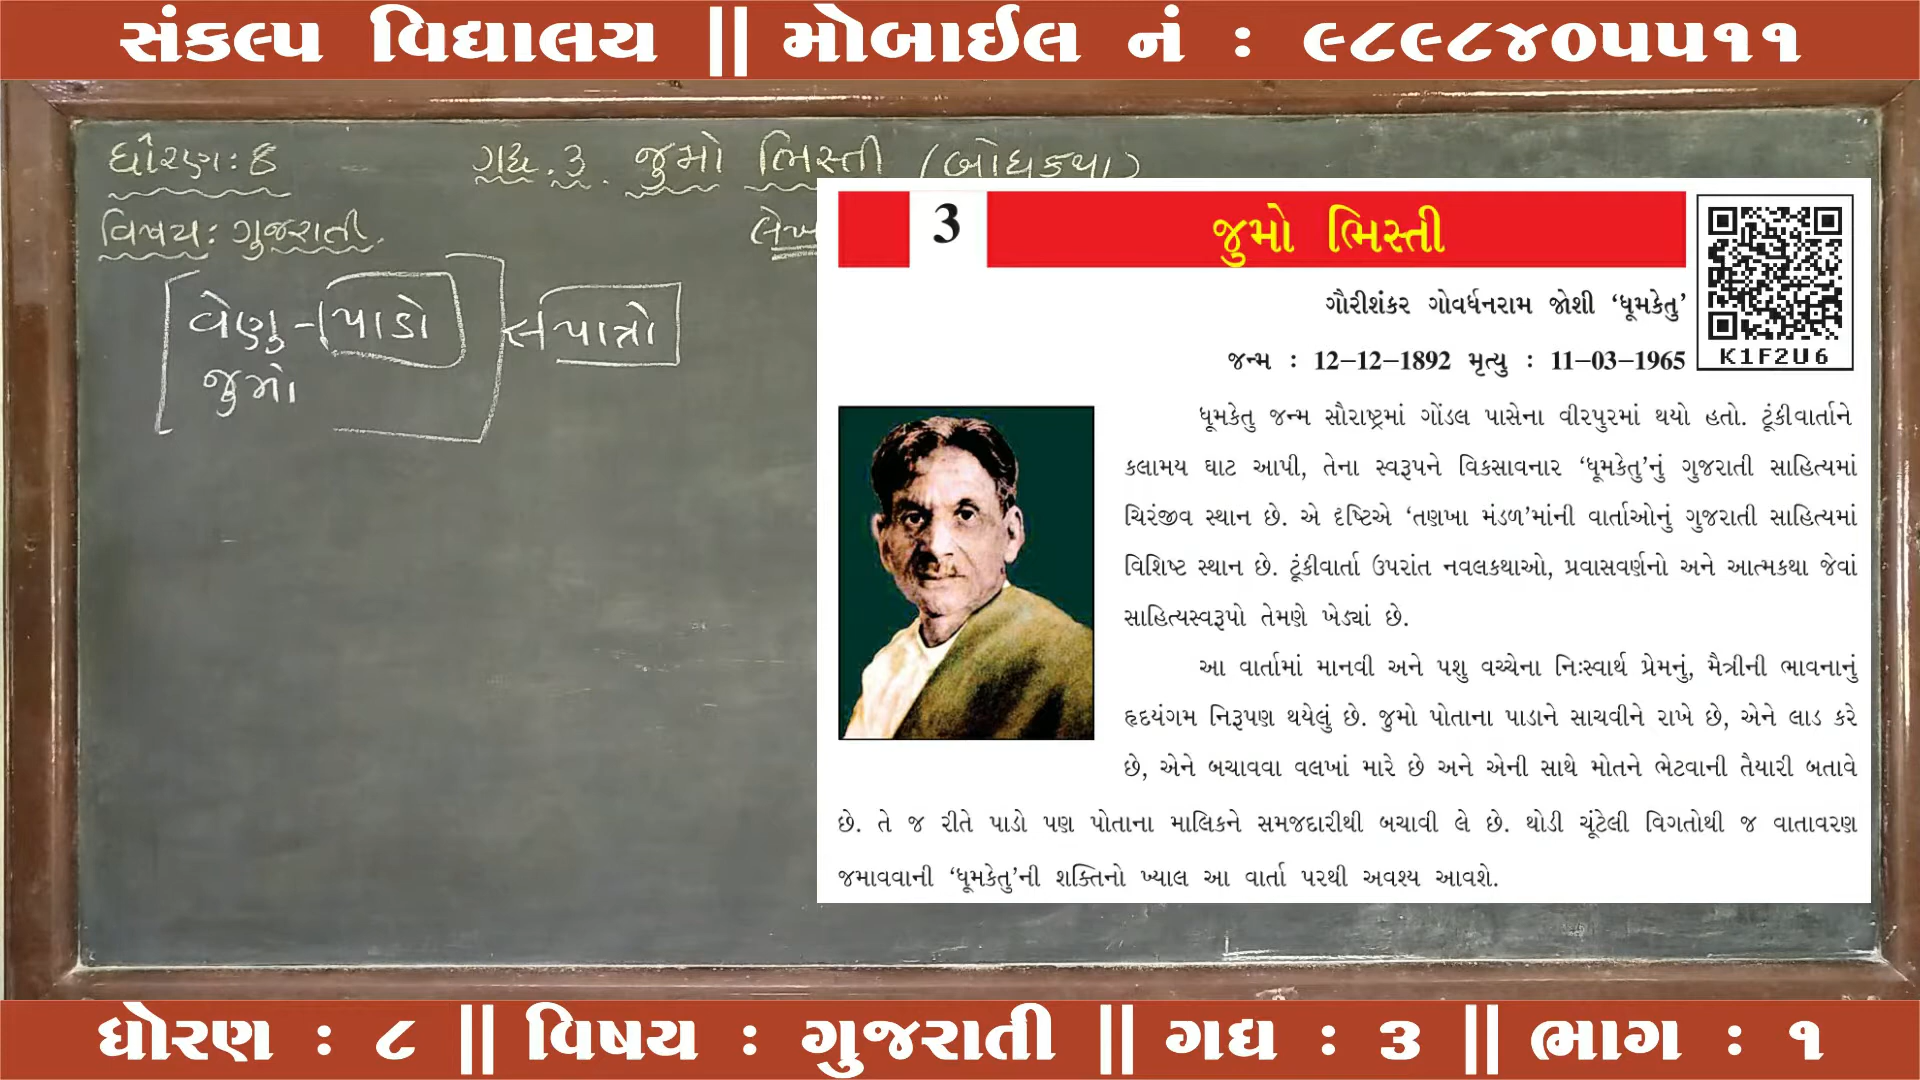 સંકલ્પ વિદ્યાલય || મોબાઈલ નં : ૯૮૯૮૪૦૫૫૧૧
ધોરણ : 8
ગદ્ય. 3. જુમો ભિસ્તી (બોધકથા)
વિષય : ગુજરાતી.
લેખ
વેણુ - પાડો
જુમો
પાત્રો
3
જુમો ભિસ્તી
ગૌરીશંકર ગોવર્ધનરામ જોશી ‘ધૂમકેતુ’
જન્મ : 12–12–1892 મૃત્યુ : 11–03–1965
K1F2U6
ધૂમકેતુ જન્મ સૌરાષ્ટ્રમાં ગોંડલ પાસેના વીરપુરમાં થયો હતો. ટૂંકીવાર્તાને
કલામય ઘાટ આપી, તેના સ્વરૂપને વિકસાવનાર ‘ધૂમકેતુ’નું ગુજરાતી સાહિત્યમાં
ચિરંજીવ સ્થાન છે. એ દૃષ્ટિએ ‘તણખા મંડળ’માંની વાર્તાઓનું ગુજરાતી સાહિત્યમાં
વિશિષ્ટ સ્થાન છે. ટૂંકીવાર્તા ઉપરાંત નવલકથાઓ, પ્રવાસવર્ણનો અને આત્મકથા જેવાં
સાહિત્યસ્વરૂપો તેમણે ખેડ્યાં છે.
આ વાર્તામાં માનવી અને પશુ વચ્ચેના નિઃસ્વાર્થ પ્રેમનું, મૈત્રીની ભાવનાનું
હૃદયંગમ નિરૂપણ થયેલું છે. જુમો પોતાના પાડાને સાચવીને રાખે છે, એને લાડ કરે
છે, એને બચાવવા વલખાં મારે છે અને એની સાથે મોતને ભેટવાની તૈયારી બતાવે
છે. તે જ રીતે પાડો પણ પોતાના માલિકને સમજદારીથી બચાવી લે છે. થોડી ચૂંટેલી વિગતોથી જ વાતાવરણ
જમાવવાની ‘ધૂમકેતુ’ની શક્તિનો ખ્યાલ આ વાર્તા પરથી અવશ્ય આવશે.
ધોરણ : ૮ || વિષય : ગુજરાતી || ગદ્ય : ૩ || ભાગ : ૧